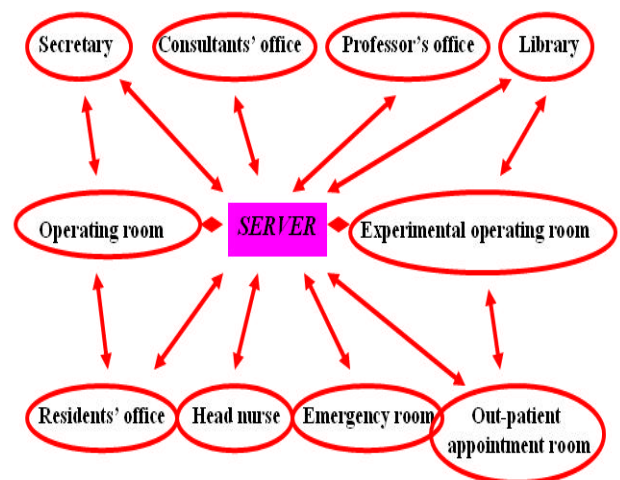 Secretary
Consultants' office
Professor's office
Library
Operating room
SERVER
Experimental operating room
Residents' office
Head nurse
Emergency room
Out-patient
appointment room